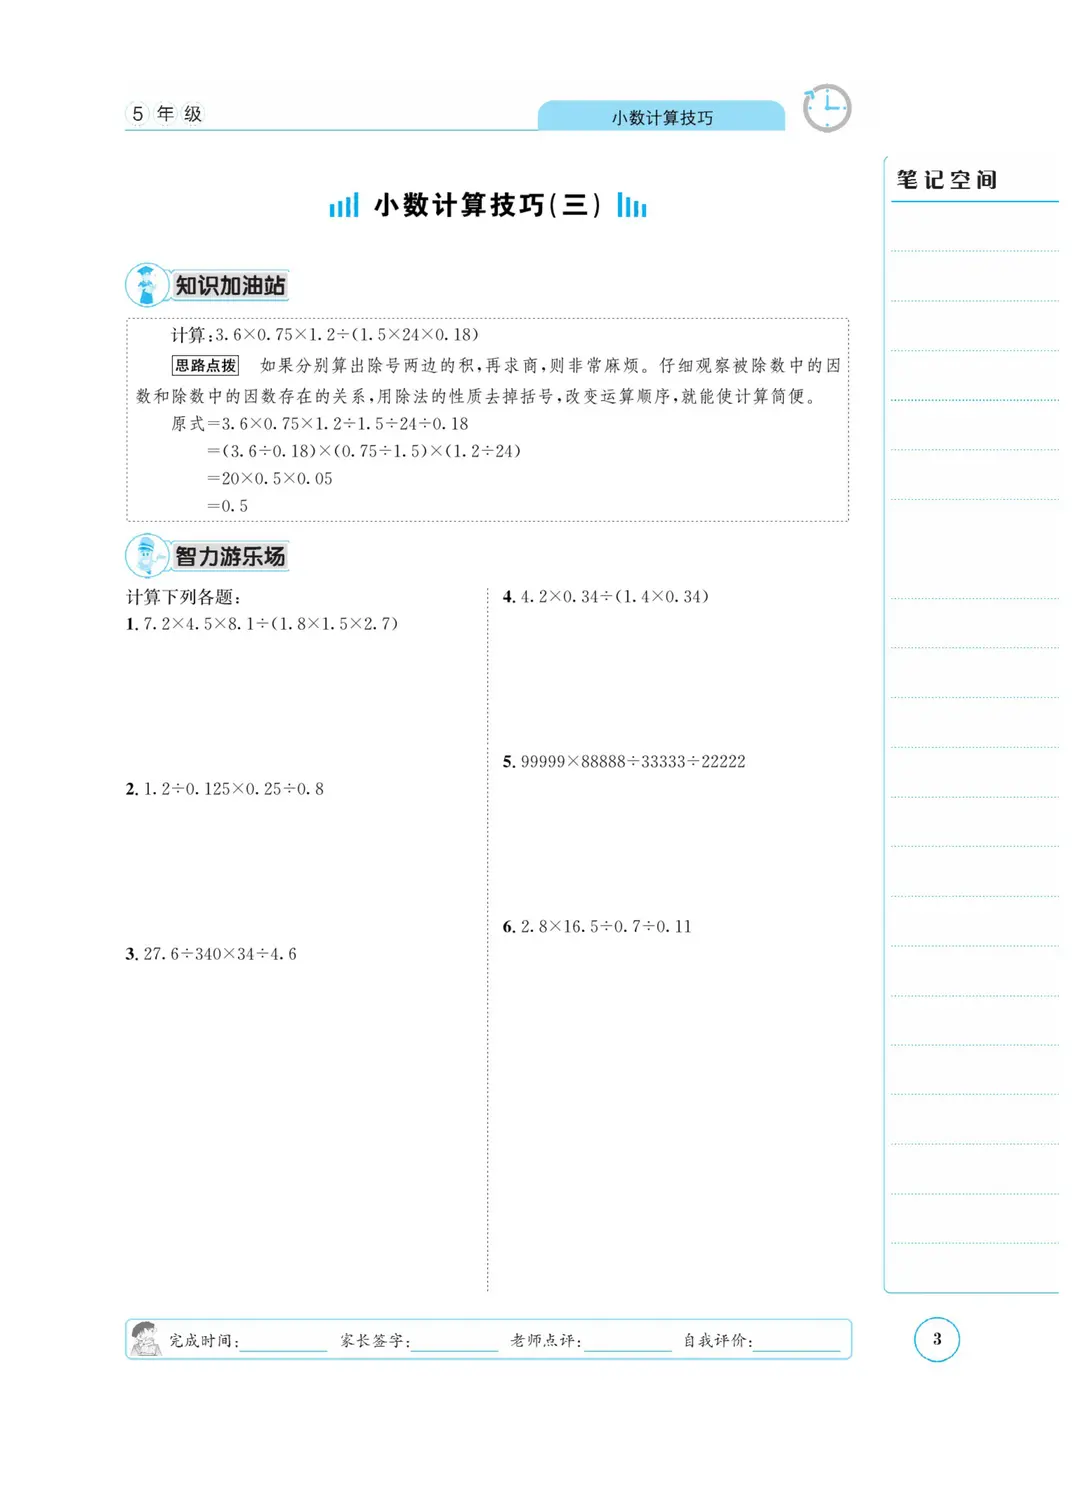 5年级
小数计算技巧
小数计算技巧(三)
知识加油站
计算:3.6×0.75×1.2÷(1.5×24×0.18)
思路点拨 如果分别算出除号两边的积,再求商,则非常麻烦。仔细观察被除数中的因
数和除数中的因数存在的关系,用除法的性质去掉括号,改变运算顺序,就能使计算简便。
原式=3.6×0.75×1.2÷1.5÷24÷0.18
=(3.6÷0.18)×(0.75÷1.5)×(1.2÷24)
=20×0.5×0.05
=0.5
智力游乐场
计算下列各题:
1. 7.2×4.5×8.1÷(1.8×1.5×2.7)
2. 1.2÷0.125×0.25÷0.8
3. 27.6÷340×34÷4.6
4. 4.2×0.34÷(1.4×0.34)
5. 99999×88888÷33333÷22222
6. 2.8×16.5÷0.7÷0.11
笔记空间
完成时间: 家长签字: 老师点评: 自我评价:
3